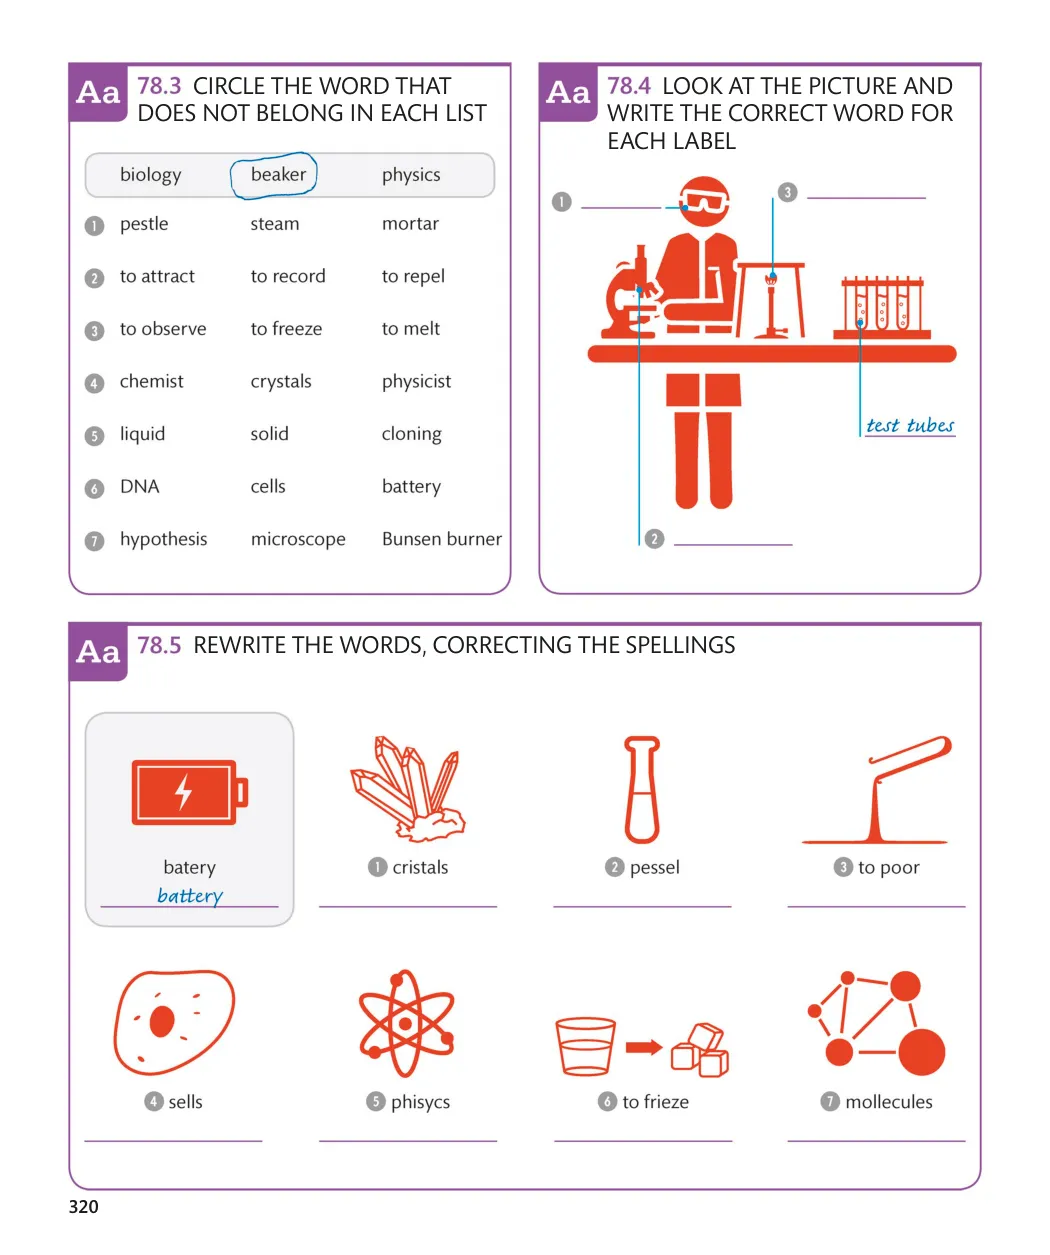 Aa 78.3 CIRCLE THE WORD THAT
DOES NOT BELONG IN EACH LIST
biology beaker physics
1 pestle steam mortar
2 to attract to record to repel
3 to observe to freeze to melt
4 chemist crystals physicist
5 liquid solid cloning
6 DNA cells battery
7 hypothesis microscope Bunsen burner
Aa 78.4 LOOK AT THE PICTURE AND
WRITE THE CORRECT WORD FOR
EACH LABEL
1
3
test tubes
2
Aa 78.5 REWRITE THE WORDS, CORRECTING THE SPELLINGS
batery 1 cristals 2 pessel 3 to poor
battery
4 sells 5 phisycs 6 to frieze 7 mollecules
320